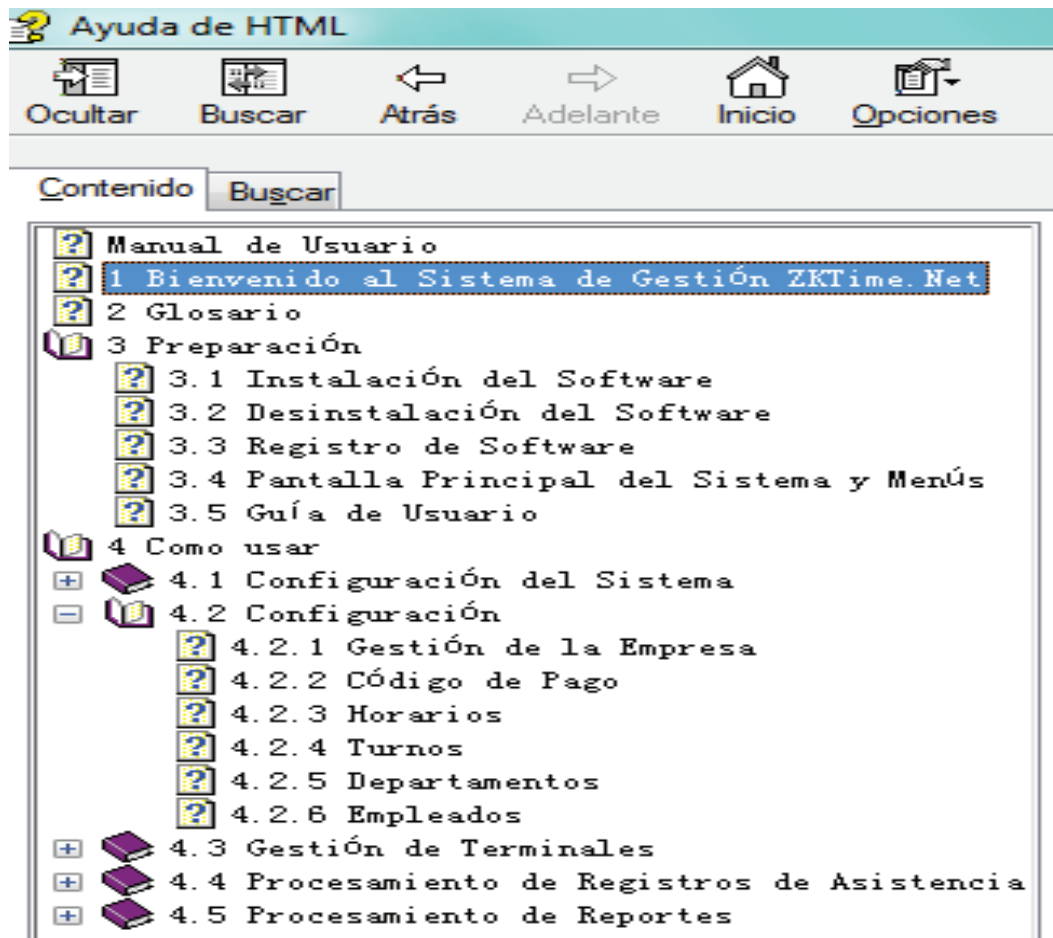 Ayuda de HTML
Ocultar Buscar Atrás Adelante Inicio Opciones
Contenido Buscar
Manual de Usuario
1 Bienvenido al Sistema de Gestión ZKTime.Net
2 Glosario
3 Preparación
3.1 Instalación del Software
3.2 Desinstalación del Software
3.3 Registro de Software
3.4 Pantalla Principal del Sistema y Menús
3.5 Guía de Usuario
4 Como usar
4.1 Configuración del Sistema
4.2 Configuración
4.2.1 Gestión de la Empresa
4.2.2 Código de Pago
4.2.3 Horarios
4.2.4 Turnos
4.2.5 Departamentos
4.2.6 Empleados
4.3 Gestión de Terminales
4.4 Procesamiento de Registros de Asistencia
4.5 Procesamiento de Reportes